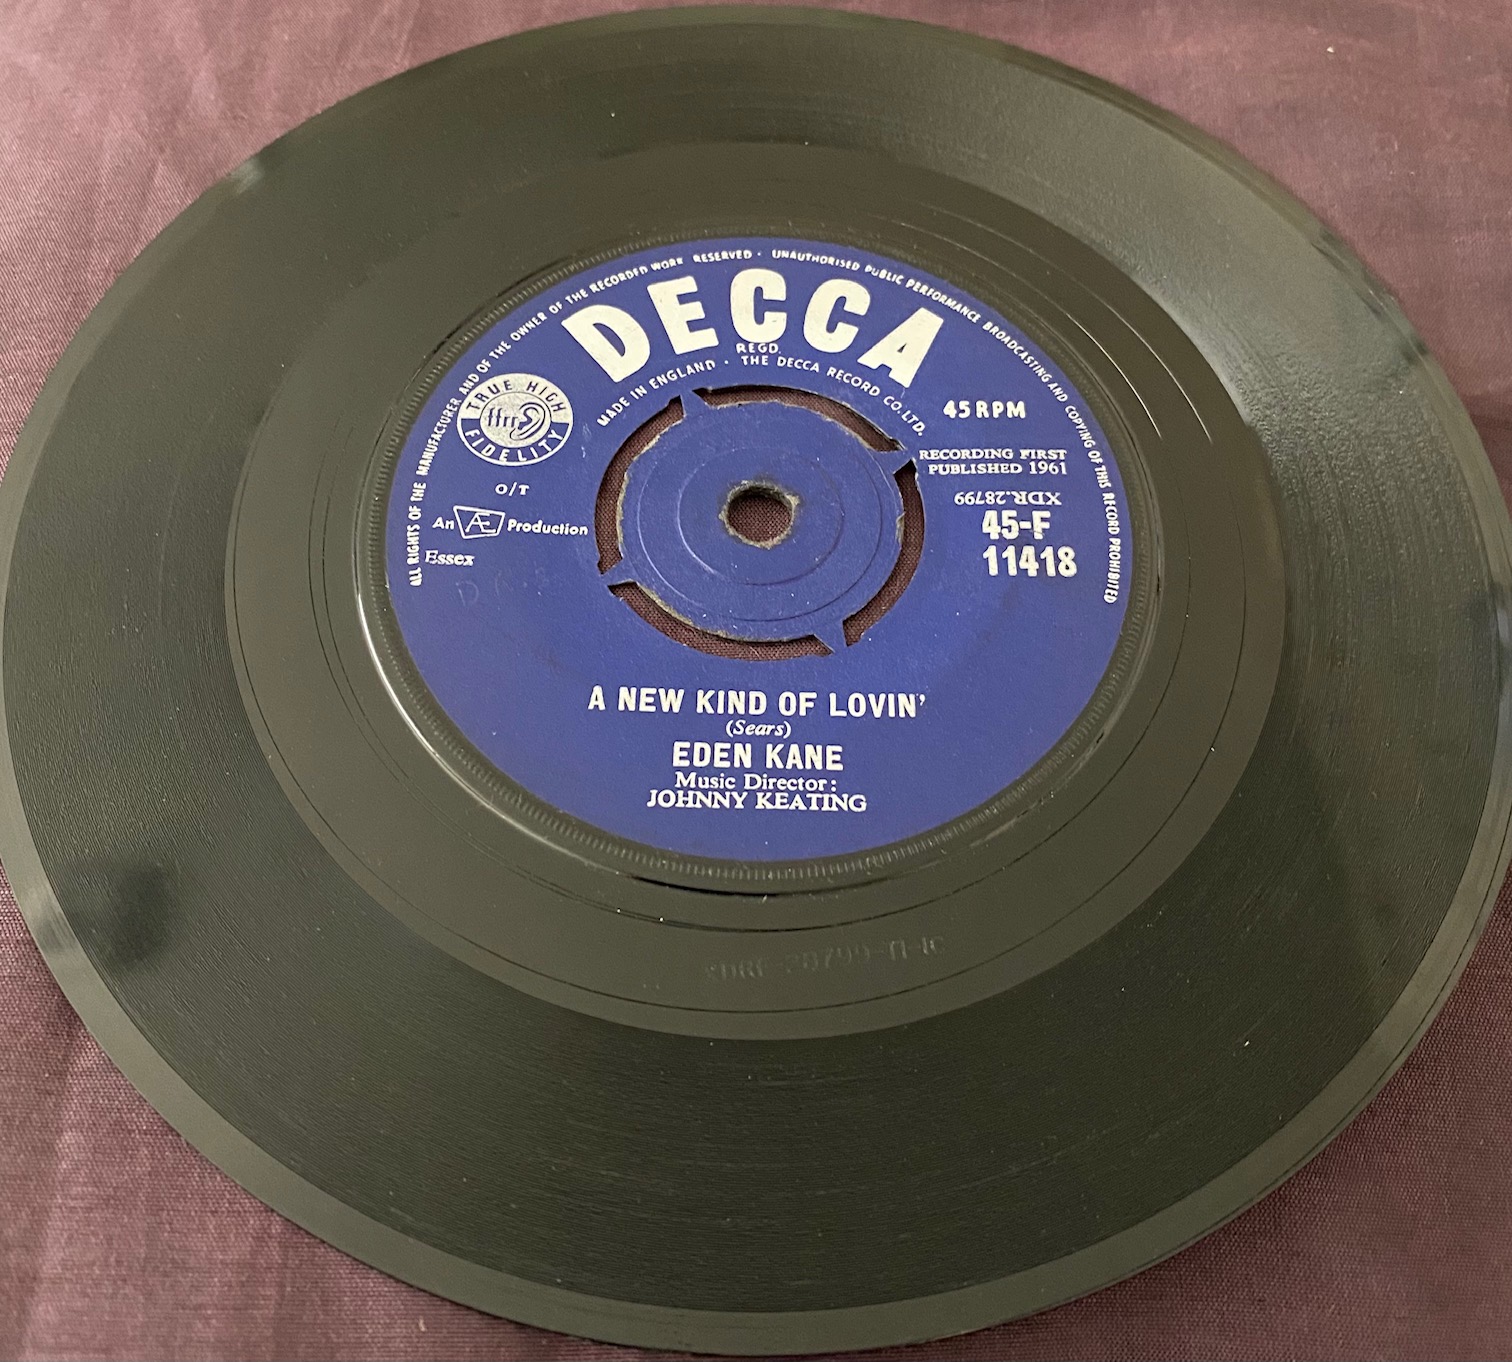 ALL RIGHTS OF THE MANUFACTURER AND OF THE OWNER OF THE RECORDED WORK RESERVED · UNAUTHORISED PUBLIC PERFORMANCE BROADCASTING AND COPYING OF THIS RECORD PROHIBITED
DECCA
REGD.
MADE IN ENGLAND · THE DECCA RECORD CO. LTD.
TRUE HIGH
ffrr
FIDELITY
45 RPM
RECORDING FIRST
PUBLISHED 1961
O/T
XDR.28799
An Æ Production
45-F
11418
Essex
A NEW KIND OF LOVIN'
(Sears)
EDEN KANE
Music Director:
JOHNNY KEATING